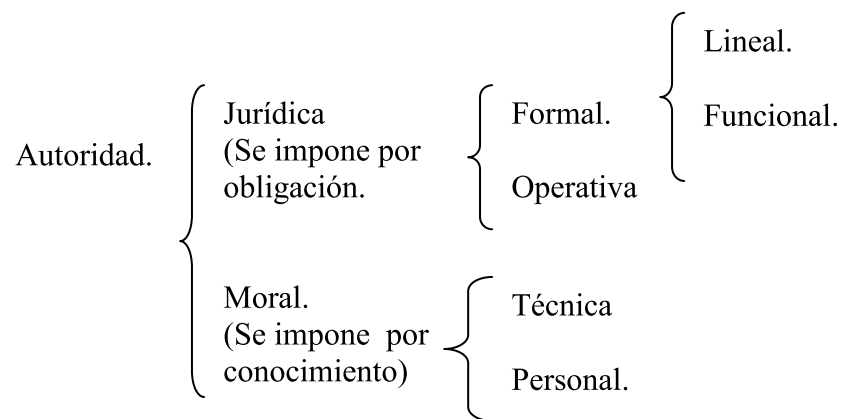 Autoridad.
Jurídica
(Se impone por
obligación.
Formal.
Lineal.
Funcional.
Operativa
Moral.
(Se impone por
conocimiento)
Técnica
Personal.